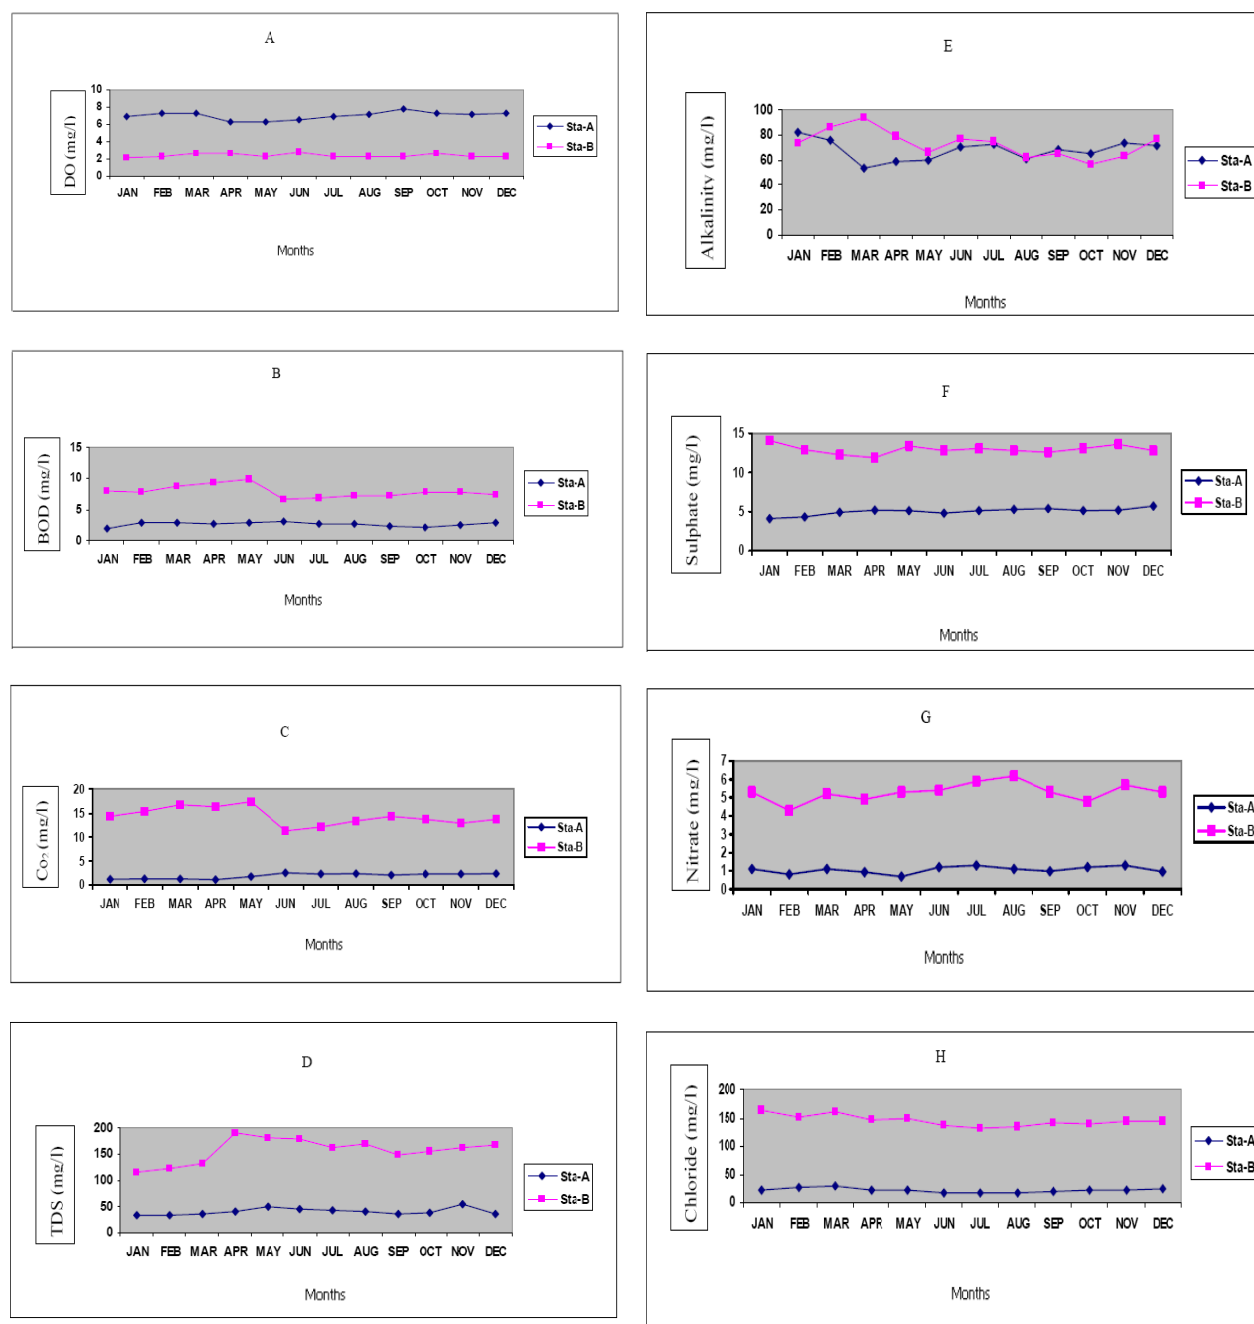 A
DO (mg/l)
10
8
6
4
2
0
JAN FEB MAR APR MAY JUN JUL AUG SEP OCT NOV DEC
Months
Sta-A
Sta-B
B
BOD (mg/l)
15
10
5
0
JAN FEB MAR APR MAY JUN JUL AUG SEP OCT NOV DEC
Months
Sta-A
Sta-B
C
Co2 (mg/l)
20
15
10
5
0
JAN FEB MAR APR MAY JUN JUL AUG SEP OCT NOV DEC
Months
Sta-A
Sta-B
D
TDS (mg/l)
200
150
100
50
0
JAN FEB MAR APR MAY JUN JUL AUG SEP OCT NOV DEC
Months
Sta-A
Sta-B
E
Alkalinity (mg/l)
100
80
60
40
20
0
JAN FEB MAR APR MAY JUN JUL AUG SEP OCT NOV DEC
Months
Sta-A
Sta-B
F
Sulphate (mg/l)
15
10
5
0
JAN FEB MAR APR MAY JUN JUL AUG SEP OCT NOV DEC
Months
Sta-A
Sta-B
G
Nitrate (mg/l)
7
6
5
4
3
2
1
0
JAN FEB MAR APR MAY JUN JUL AUG SEP OCT NOV DEC
Months
Sta-A
Sta-B
H
Chloride (mg/l)
200
150
100
50
0
JAN FEB MAR APR MAY JUN JUL AUG SEP OCT NOV DEC
Months
Sta-A
Sta-B